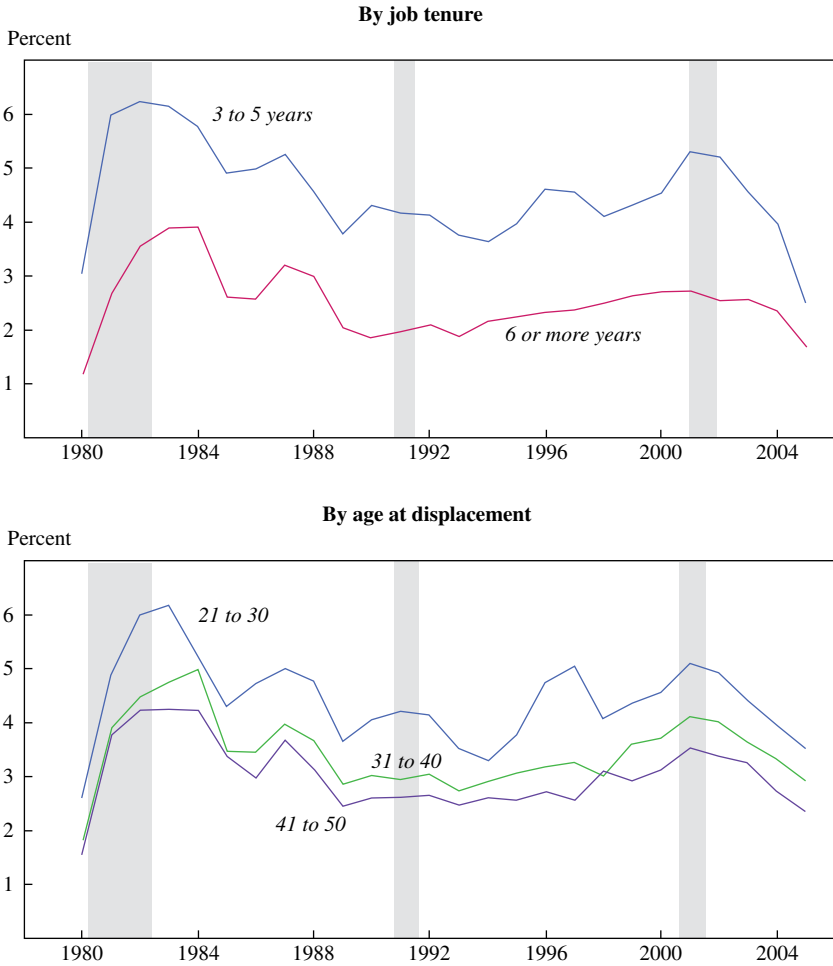 By job tenure
Percent
6
3 to 5 years
5
4
3
2
6 or more years
1
1980 1984 1988 1992 1996 2000 2004
By age at displacement
Percent
6
21 to 30
5
4
31 to 40
3
41 to 50
2
1
1980 1984 1988 1992 1996 2000 2004